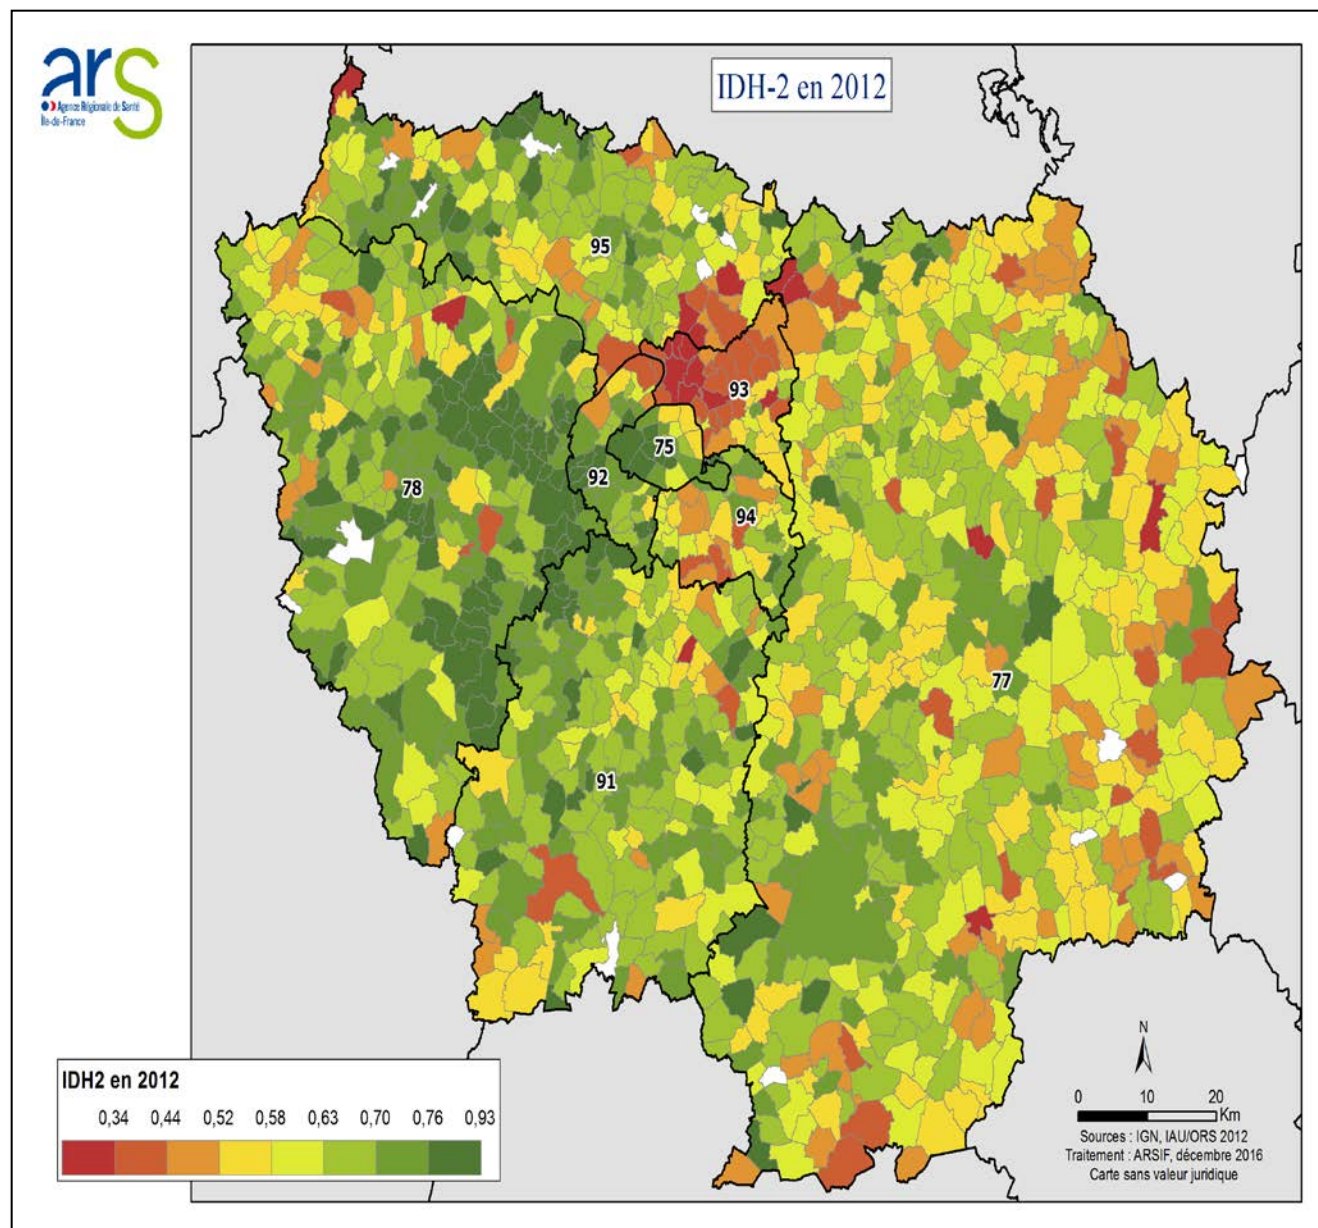 ars
Agence Régionale de Santé
Île-de-France
IDH-2 en 2012
95
93
75
92
78
94
77
91
IDH2 en 2012
0,34 0,44 0,52 0,58 0,63 0,70 0,76 0,93
N
0 10 20
Km
Sources : IGN, IAU/ORS 2012
Traitement : ARSIF, décembre 2016
Carte sans valeur juridique